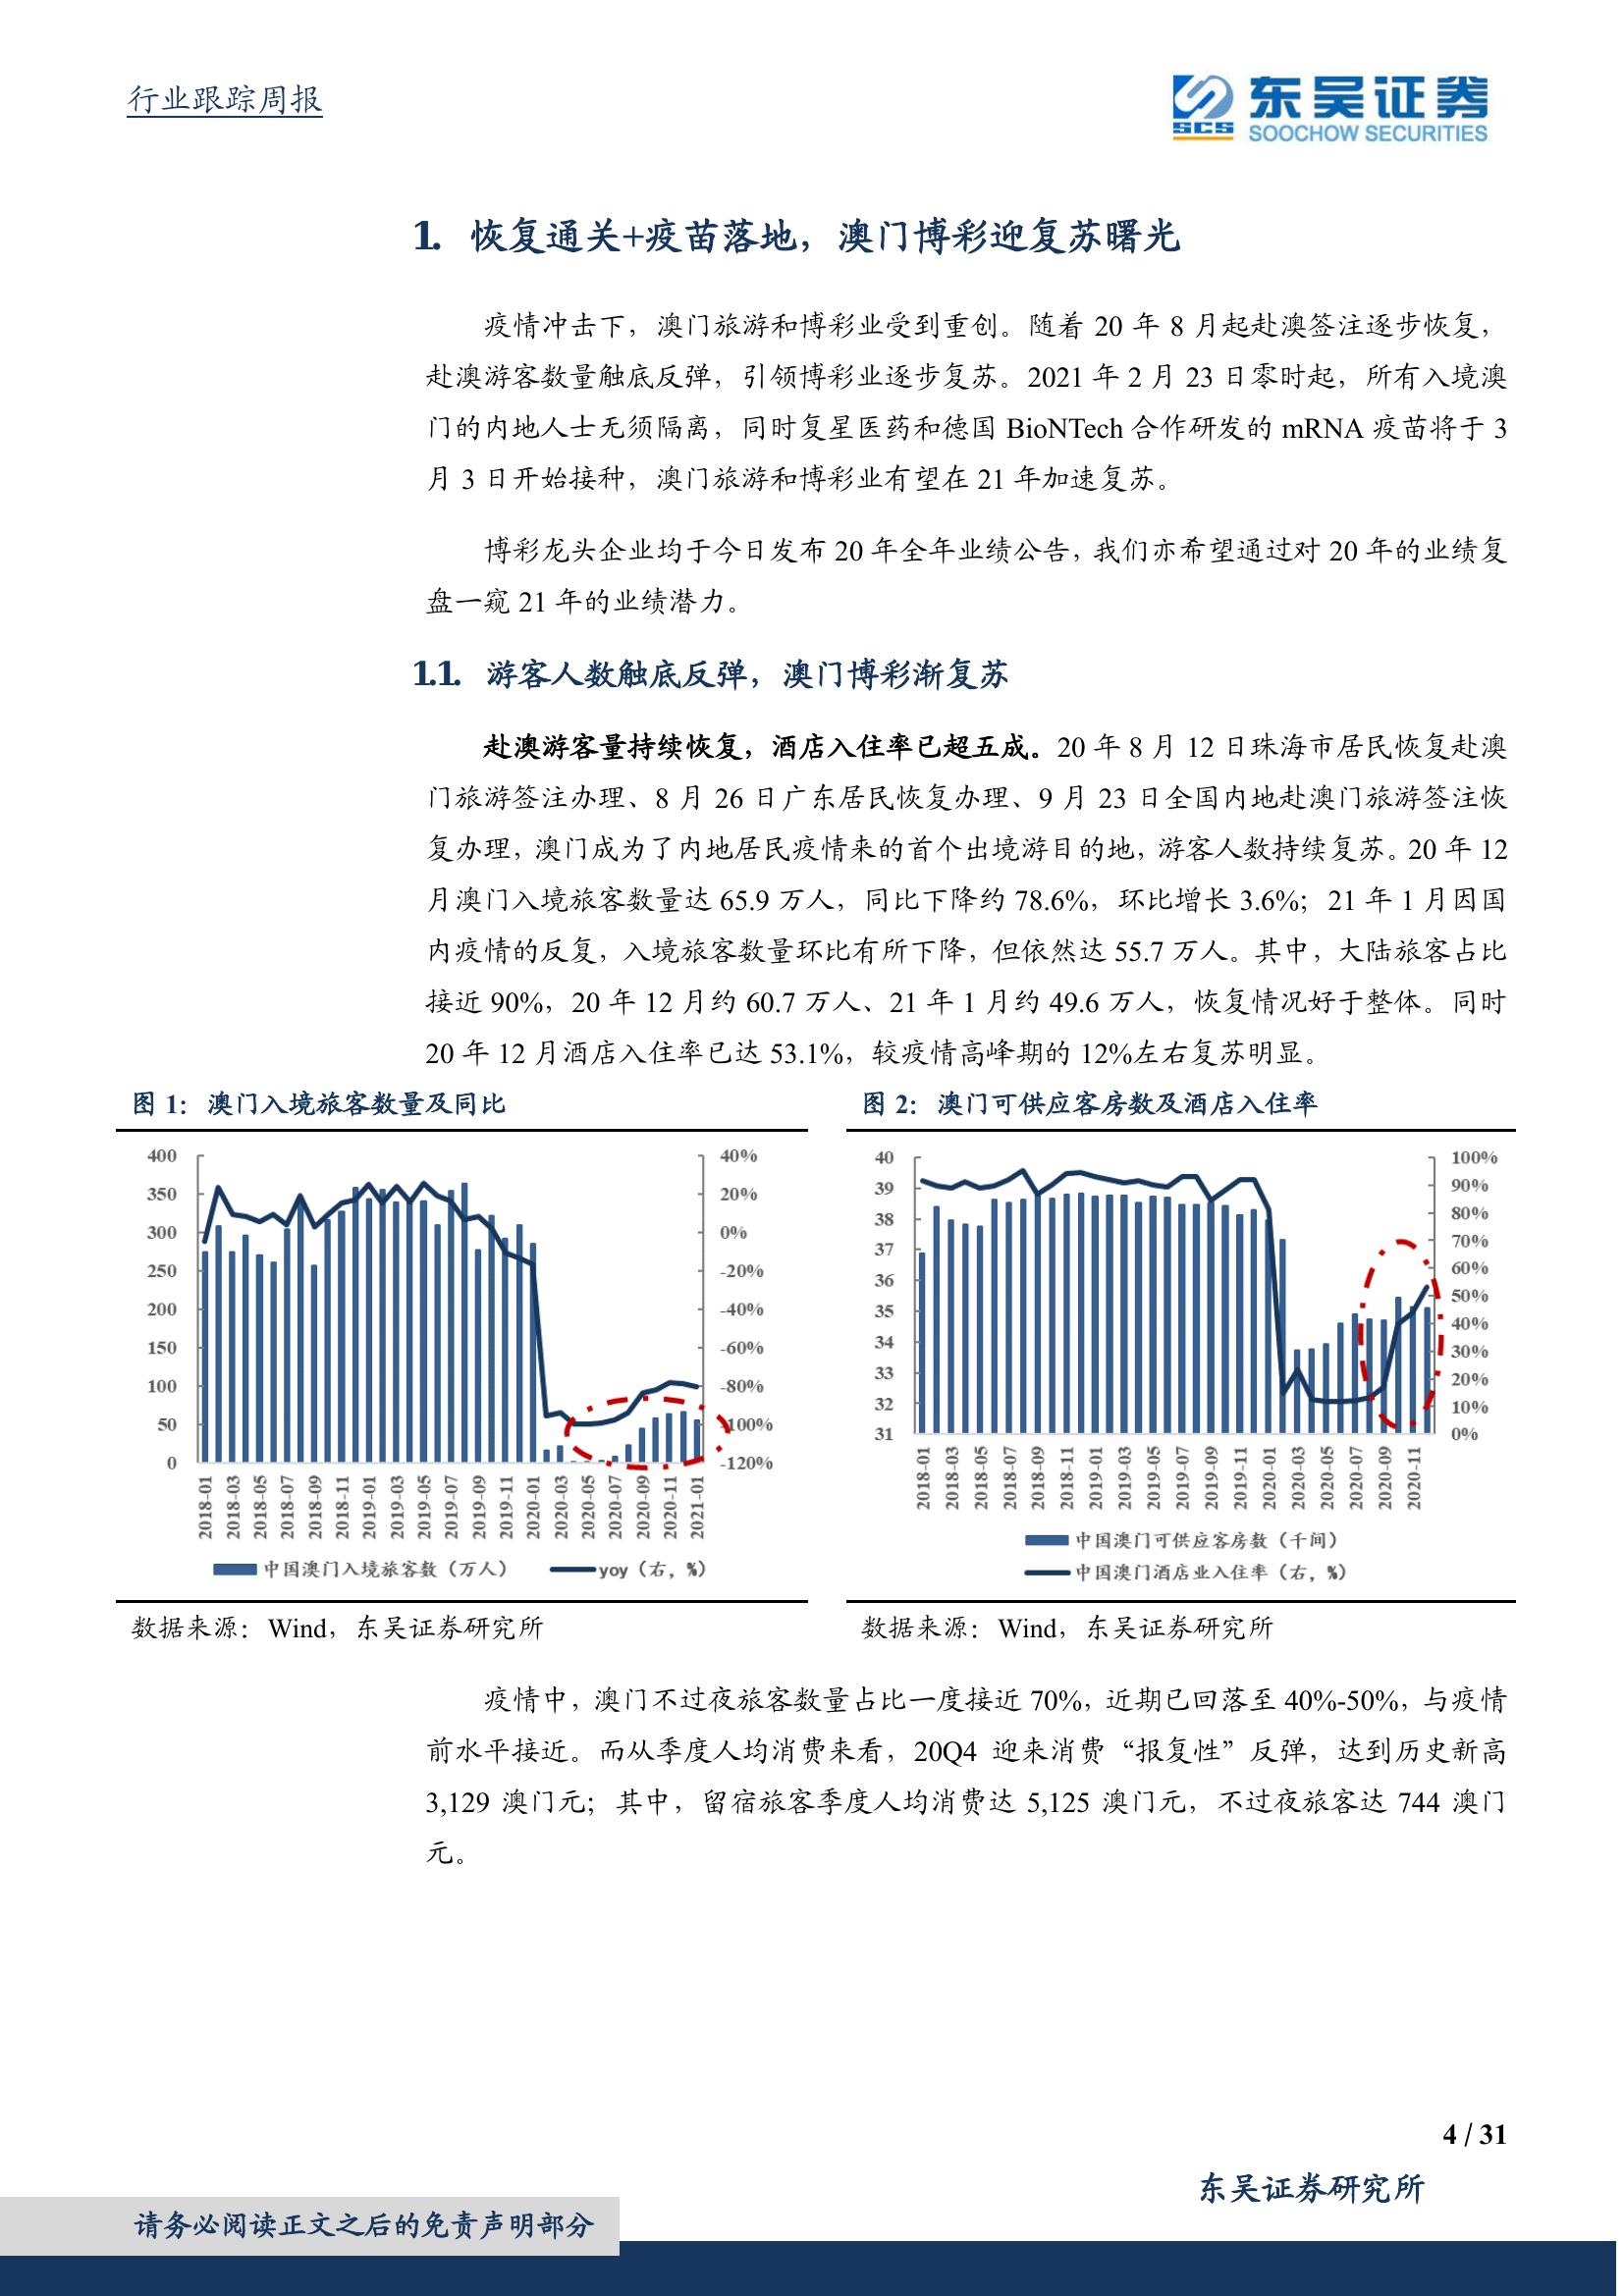 行业跟踪周报
东吴证券
SCS
SOOCHOW SECURITIES
1. 恢复通关+疫苗落地，澳门博彩迎复苏曙光
疫情冲击下，澳门旅游和博彩业受到重创。随着 20 年 8 月起赴澳签注逐步恢复，
赴澳游客数量触底反弹，引领博彩业逐步复苏。2021 年 2 月 23 日零时起，所有入境澳
门的内地人士无须隔离，同时复星医药和德国 BioNTech 合作研发的 mRNA 疫苗将于 3
月 3 日开始接种，澳门旅游和博彩业有望在 21 年加速复苏。
博彩龙头企业均于今日发布 20 年全年业绩公告，我们亦希望通过对 20 年的业绩复
盘一窥 21 年的业绩潜力。
1.1. 游客人数触底反弹，澳门博彩渐复苏
赴澳游客量持续恢复，酒店入住率已超五成。20 年 8 月 12 日珠海市居民恢复赴澳
门旅游签注办理、8 月 26 日广东居民恢复办理、9 月 23 日全国内地赴澳门旅游签注恢
复办理，澳门成为了内地居民疫情来的首个出境游目的地，游客人数持续复苏。20 年 12
月澳门入境旅客数量达 65.9 万人，同比下降约 78.6%，环比增长 3.6%；21 年 1 月因国
内疫情的反复，入境旅客数量环比有所下降，但依然达 55.7 万人。其中，大陆旅客占比
接近 90%，20 年 12 月约 60.7 万人、21 年 1 月约 49.6 万人，恢复情况好于整体。同时
20 年 12 月酒店入住率已达 53.1%，较疫情高峰期的 12%左右复苏明显。
图 1：澳门入境旅客数量及同比
400
350
300
250
200
150
100
50
0
40%
20%
0%
-20%
-40%
-60%
-80%
-100%
-120%
2018-01
2018-03
2018-05
2018-07
2018-09
2018-11
2019-01
2019-03
2019-05
2019-07
2019-09
2019-11
2020-01
2020-03
2020-05
2020-07
2020-09
2020-11
2021-01
中国澳门入境旅客数（万人）
yoy（右，%）
数据来源：Wind，东吴证券研究所
图 2：澳门可供应客房数及酒店入住率
40
39
38
37
36
35
34
33
32
31
100%
90%
80%
70%
60%
50%
40%
30%
20%
10%
0%
2018-01
2018-03
2018-05
2018-07
2018-09
2018-11
2019-01
2019-03
2019-05
2019-07
2019-09
2019-11
2020-01
2020-03
2020-05
2020-07
2020-09
2020-11
中国澳门可供应客房数（千间）
中国澳门酒店业入住率（右，%）
数据来源：Wind，东吴证券研究所
疫情中，澳门不过夜旅客数量占比一度接近 70%，近期已回落至 40%-50%，与疫情
前水平接近。而从季度人均消费来看，20Q4 迎来消费“报复性”反弹，达到历史新高
3,129 澳门元；其中，留宿旅客季度人均消费达 5,125 澳门元，不过夜旅客达 744 澳门
元。
4 / 31
东吴证券研究所
请务必阅读正文之后的免责声明部分